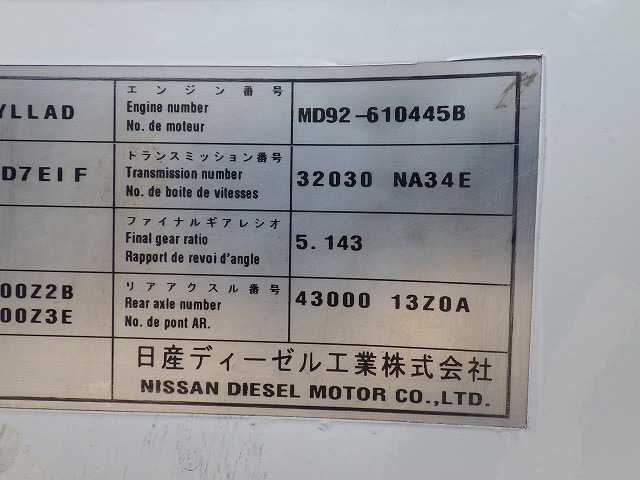 YLLAD
エンジン番号
Engine number
No. de moteur
MD92-610445B
D7EIF
トランスミッション番号
Transmission number
No. de boite de vitesses
32030 NA34E
ファイナルギアレシオ
Final gear ratio
Rapport de revoi d'angle
5.143
00Z2B
00Z3E
リアアクスル番号
Rear axle number
No. de pont AR.
43000 13Z0A
日産ディーゼル工業株式会社
NISSAN DIESEL MOTOR CO.,LTD.